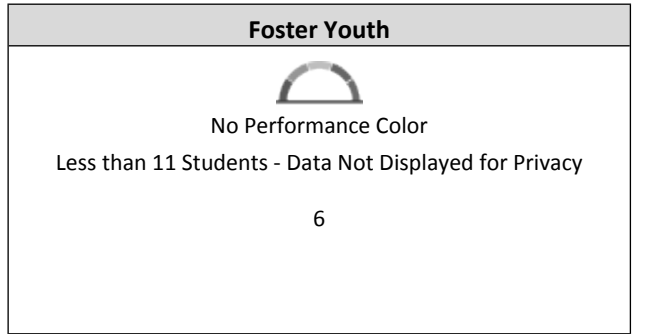 Foster Youth
No Performance Color
Less than 11 Students - Data Not Displayed for Privacy
6